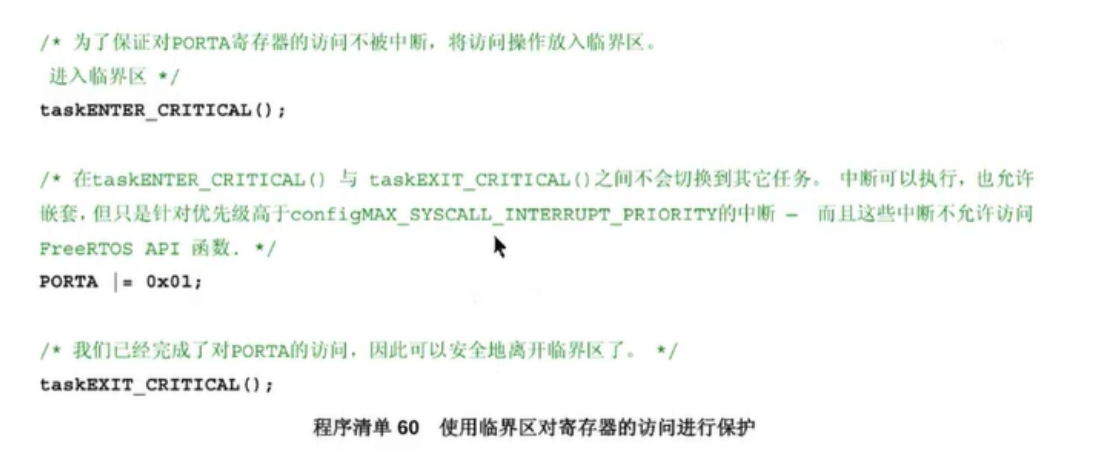 /* 为了保证对PORTA寄存器的访问不被中断，将访问操作放入临界区。
进入临界区 */
taskENTER_CRITICAL();
/* 在taskENTER_CRITICAL() 与 taskEXIT_CRITICAL()之间不会切换到其它任务。 中断可以执行，也允许
嵌套，但只是针对优先级高于configMAX_SYSCALL_INTERRUPT_PRIORITY的中断 – 而且这些中断不允许访问
FreeRTOS API 函数. */
PORTA |= 0x01;
/* 我们已经完成了对PORTA的访问，因此可以安全地离开临界区了。 */
taskEXIT_CRITICAL();
程序清单 60 使用临界区对寄存器的访问进行保护